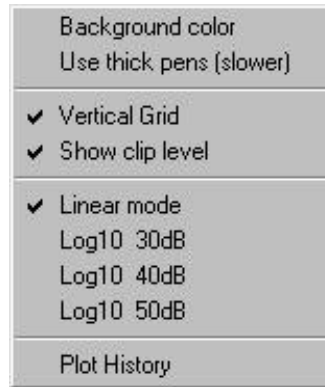 Background color
Use thick pens (slower)
Vertical Grid
Show clip level
Linear mode
Log10 30dB
Log10 40dB
Log10 50dB
Plot History